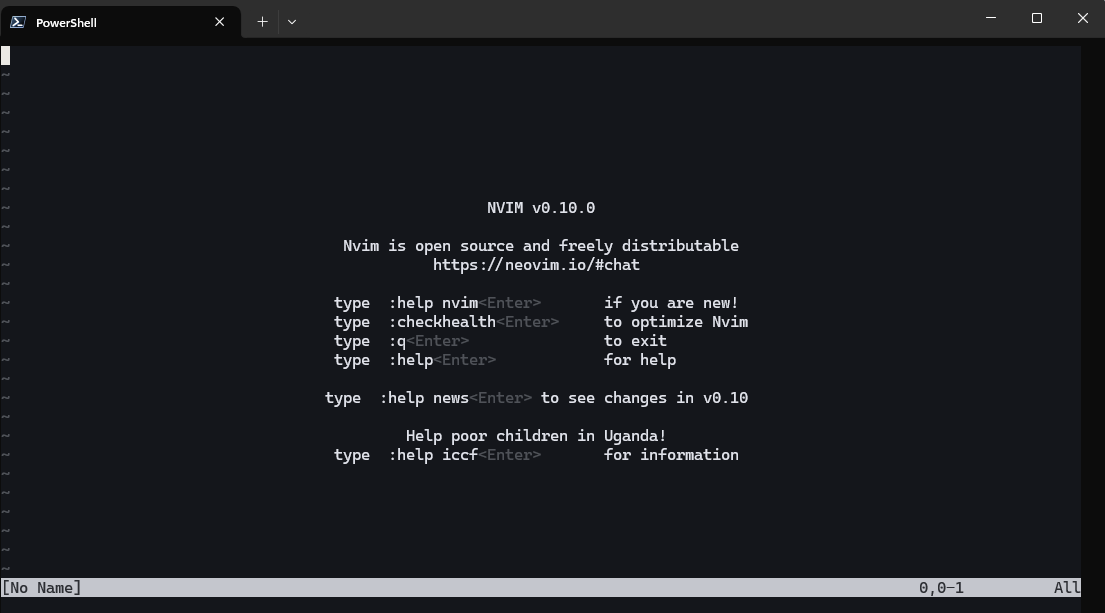 PowerShell
~
~
~
~
~
~
~
~
NVIM v0.10.0
~
~
Nvim is open source and freely distributable
~
https://neovim.io/#chat
~
~
type :help nvim<Enter> if you are new!
~
type :checkhealth<Enter> to optimize Nvim
~
type :q<Enter> to exit
~
type :help<Enter> for help
~
~
type :help news<Enter> to see changes in v0.10
~
~
Help poor children in Uganda!
~
type :help iccf<Enter> for information
~
~
~
~
~
~
[No Name] 0,0-1 All